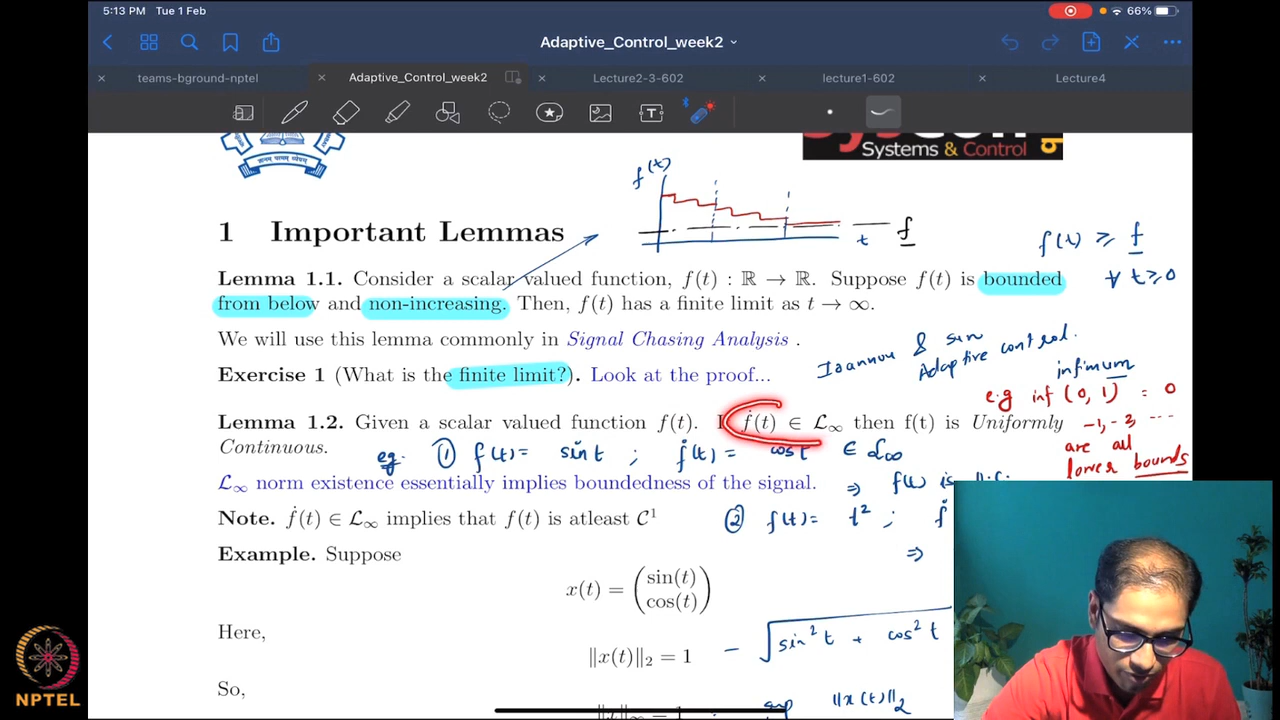 5:13 PM Tue 1 Feb
66%
Adaptive_Control_week2
teams-bground-nptel
Adaptive_Control_week2
Lecture2-3-602
lecture1-602
Lecture4
Systems & Control
f(t)
t
f
f(t) ≥ f
∀ t ≥ 0
1 Important Lemmas
Lemma 1.1. Consider a scalar valued function, f(t) : ℝ → ℝ. Suppose f(t) is bounded
from below and non-increasing. Then, f(t) has a finite limit as t → ∞.
We will use this lemma commonly in Signal Chasing Analysis .
Ioannou & Sun
Adaptive control.
Exercise 1 (What is the finite limit?). Look at the proof...
infimum
e.g inf (0, 1) = 0
-1, -2, ...
are all
lower bounds
Lemma 1.2. Given a scalar valued function f(t). ḟ(t) ∈ ℒ∞ then f(t) is Uniformly
Continuous.
eg. ① f(t) = sin t ; ḟ(t) = cos t ∈ ℒ∞
ℒ∞ norm existence essentially implies boundedness of the signal.
⇒ f(t) is
Note. ḟ(t) ∈ ℒ∞ implies that f(t) is atleast 𝒞¹
② f(t) = t² ; ḟ
⇒
Example. Suppose
x(t) = (sin(t) cos(t))
Here,
‖x(t)‖₂ = 1
= √sin² t + cos² t
So,
sup ‖x(t)‖₂
NPTEL